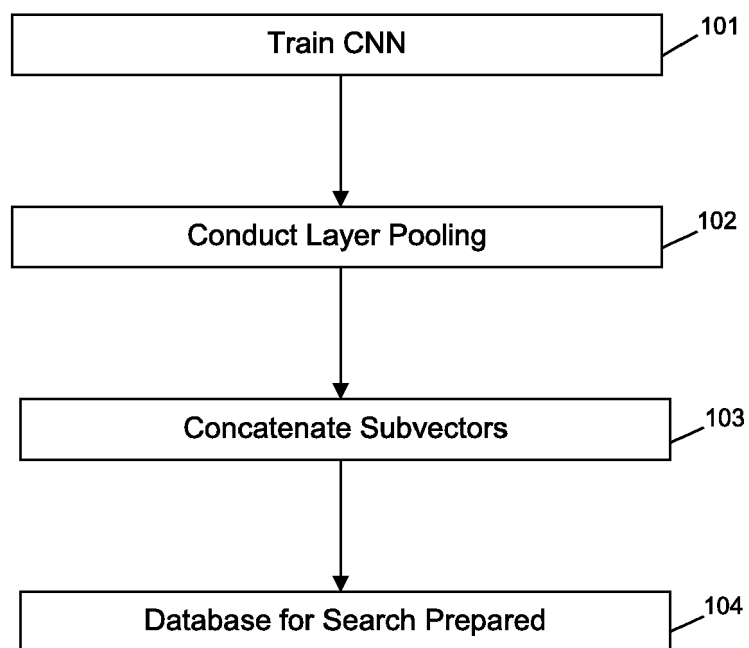 Train CNN
101
Conduct Layer Pooling
102
Concatenate Subvectors
103
Database for Search Prepared
104